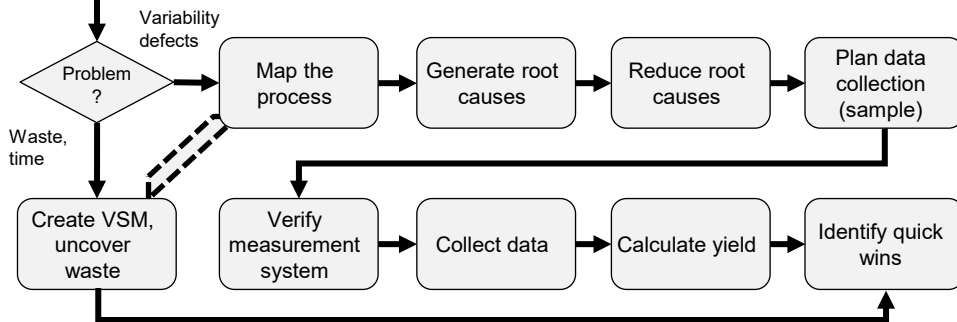 Variability
defects
Problem
?
Map the
process
Generate root
causes
Reduce root
causes
Plan data
collection
(sample)
Waste,
time
Create VSM,
uncover
waste
Verify
measurement
system
Collect data
Calculate yield
Identify quick
wins